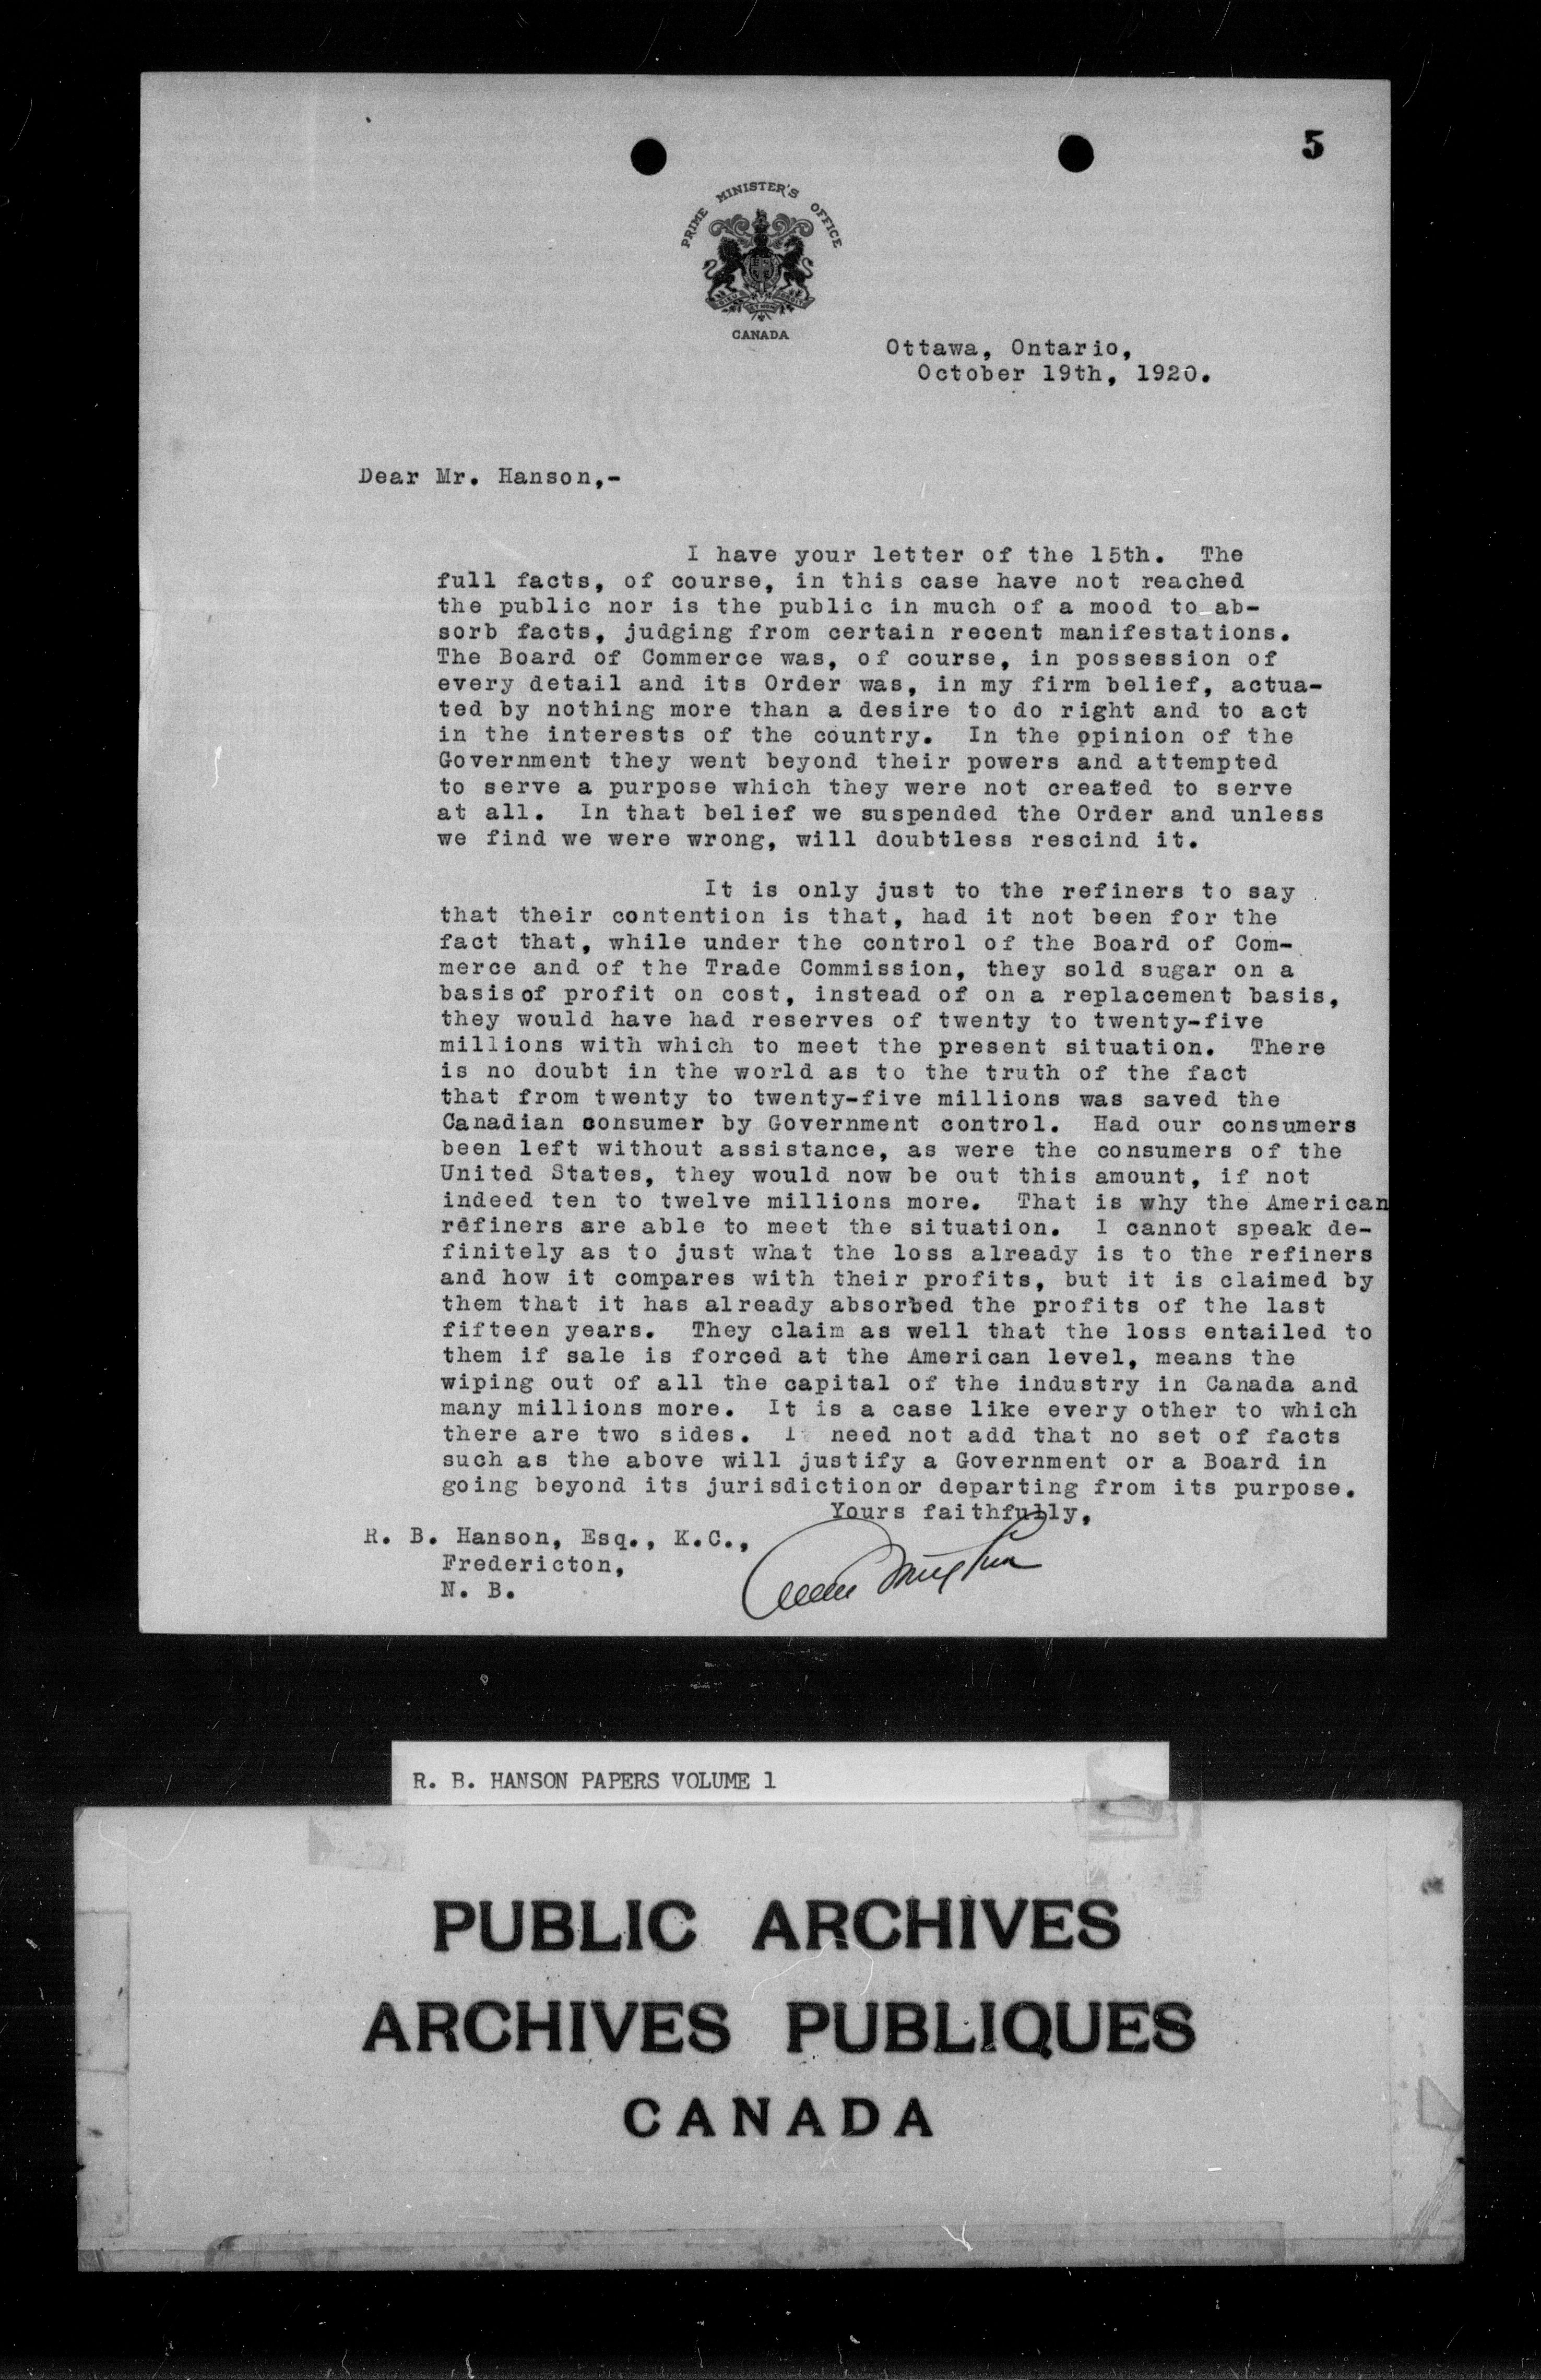 5
PRIME MINISTER'S OFFICE
CANADA
Ottawa, Ontario,
October 19th, 1920.
Dear Mr. Hanson,-
I have your letter of the 15th. The
full facts, of course, in this case have not reached
the public nor is the public in much of a mood to ab-
sorb facts, judging from certain recent manifestations.
The Board of Commerce was, of course, in possession of
every detail and its Order was, in my firm belief, actua-
ted by nothing more than a desire to do right and to act
in the interests of the country. In the opinion of the
Government they went beyond their powers and attempted
to serve a purpose which they were not created to serve
at all. In that belief we suspended the Order and unless
we find we were wrong, will doubtless rescind it.
It is only just to the refiners to say
that their contention is that, had it not been for the
fact that, while under the control of the Board of Com-
merce and of the Trade Commission, they sold sugar on a
basis of profit on cost, instead of on a replacement basis,
they would have had reserves of twenty to twenty-five
millions with which to meet the present situation. There
is no doubt in the world as to the truth of the fact
that from twenty to twenty-five millions was saved the
Canadian consumer by Government control. Had our consumers
been left without assistance, as were the consumers of the
United States, they would now be out this amount, if not
indeed ten to twelve millions more. That is why the American
refiners are able to meet the situation. I cannot speak de-
finitely as to just what the loss already is to the refiners
and how it compares with their profits, but it is claimed by
them that it has already absorbed the profits of the last
fifteen years. They claim as well that the loss entailed to
them if sale is forced at the American level, means the
wiping out of all the capital of the industry in Canada and
many millions more. It is a case like every other to which
there are two sides. I need not add that no set of facts
such as the above will justify a Government or a Board in
going beyond its jurisdictionor departing from its purpose.
Yours faithfully,
R. B. Hanson, Esq., K.C.,
Fredericton,
N. B.
R. B. HANSON PAPERS VOLUME 1
PUBLIC ARCHIVES
ARCHIVES PUBLIQUES
CANADA